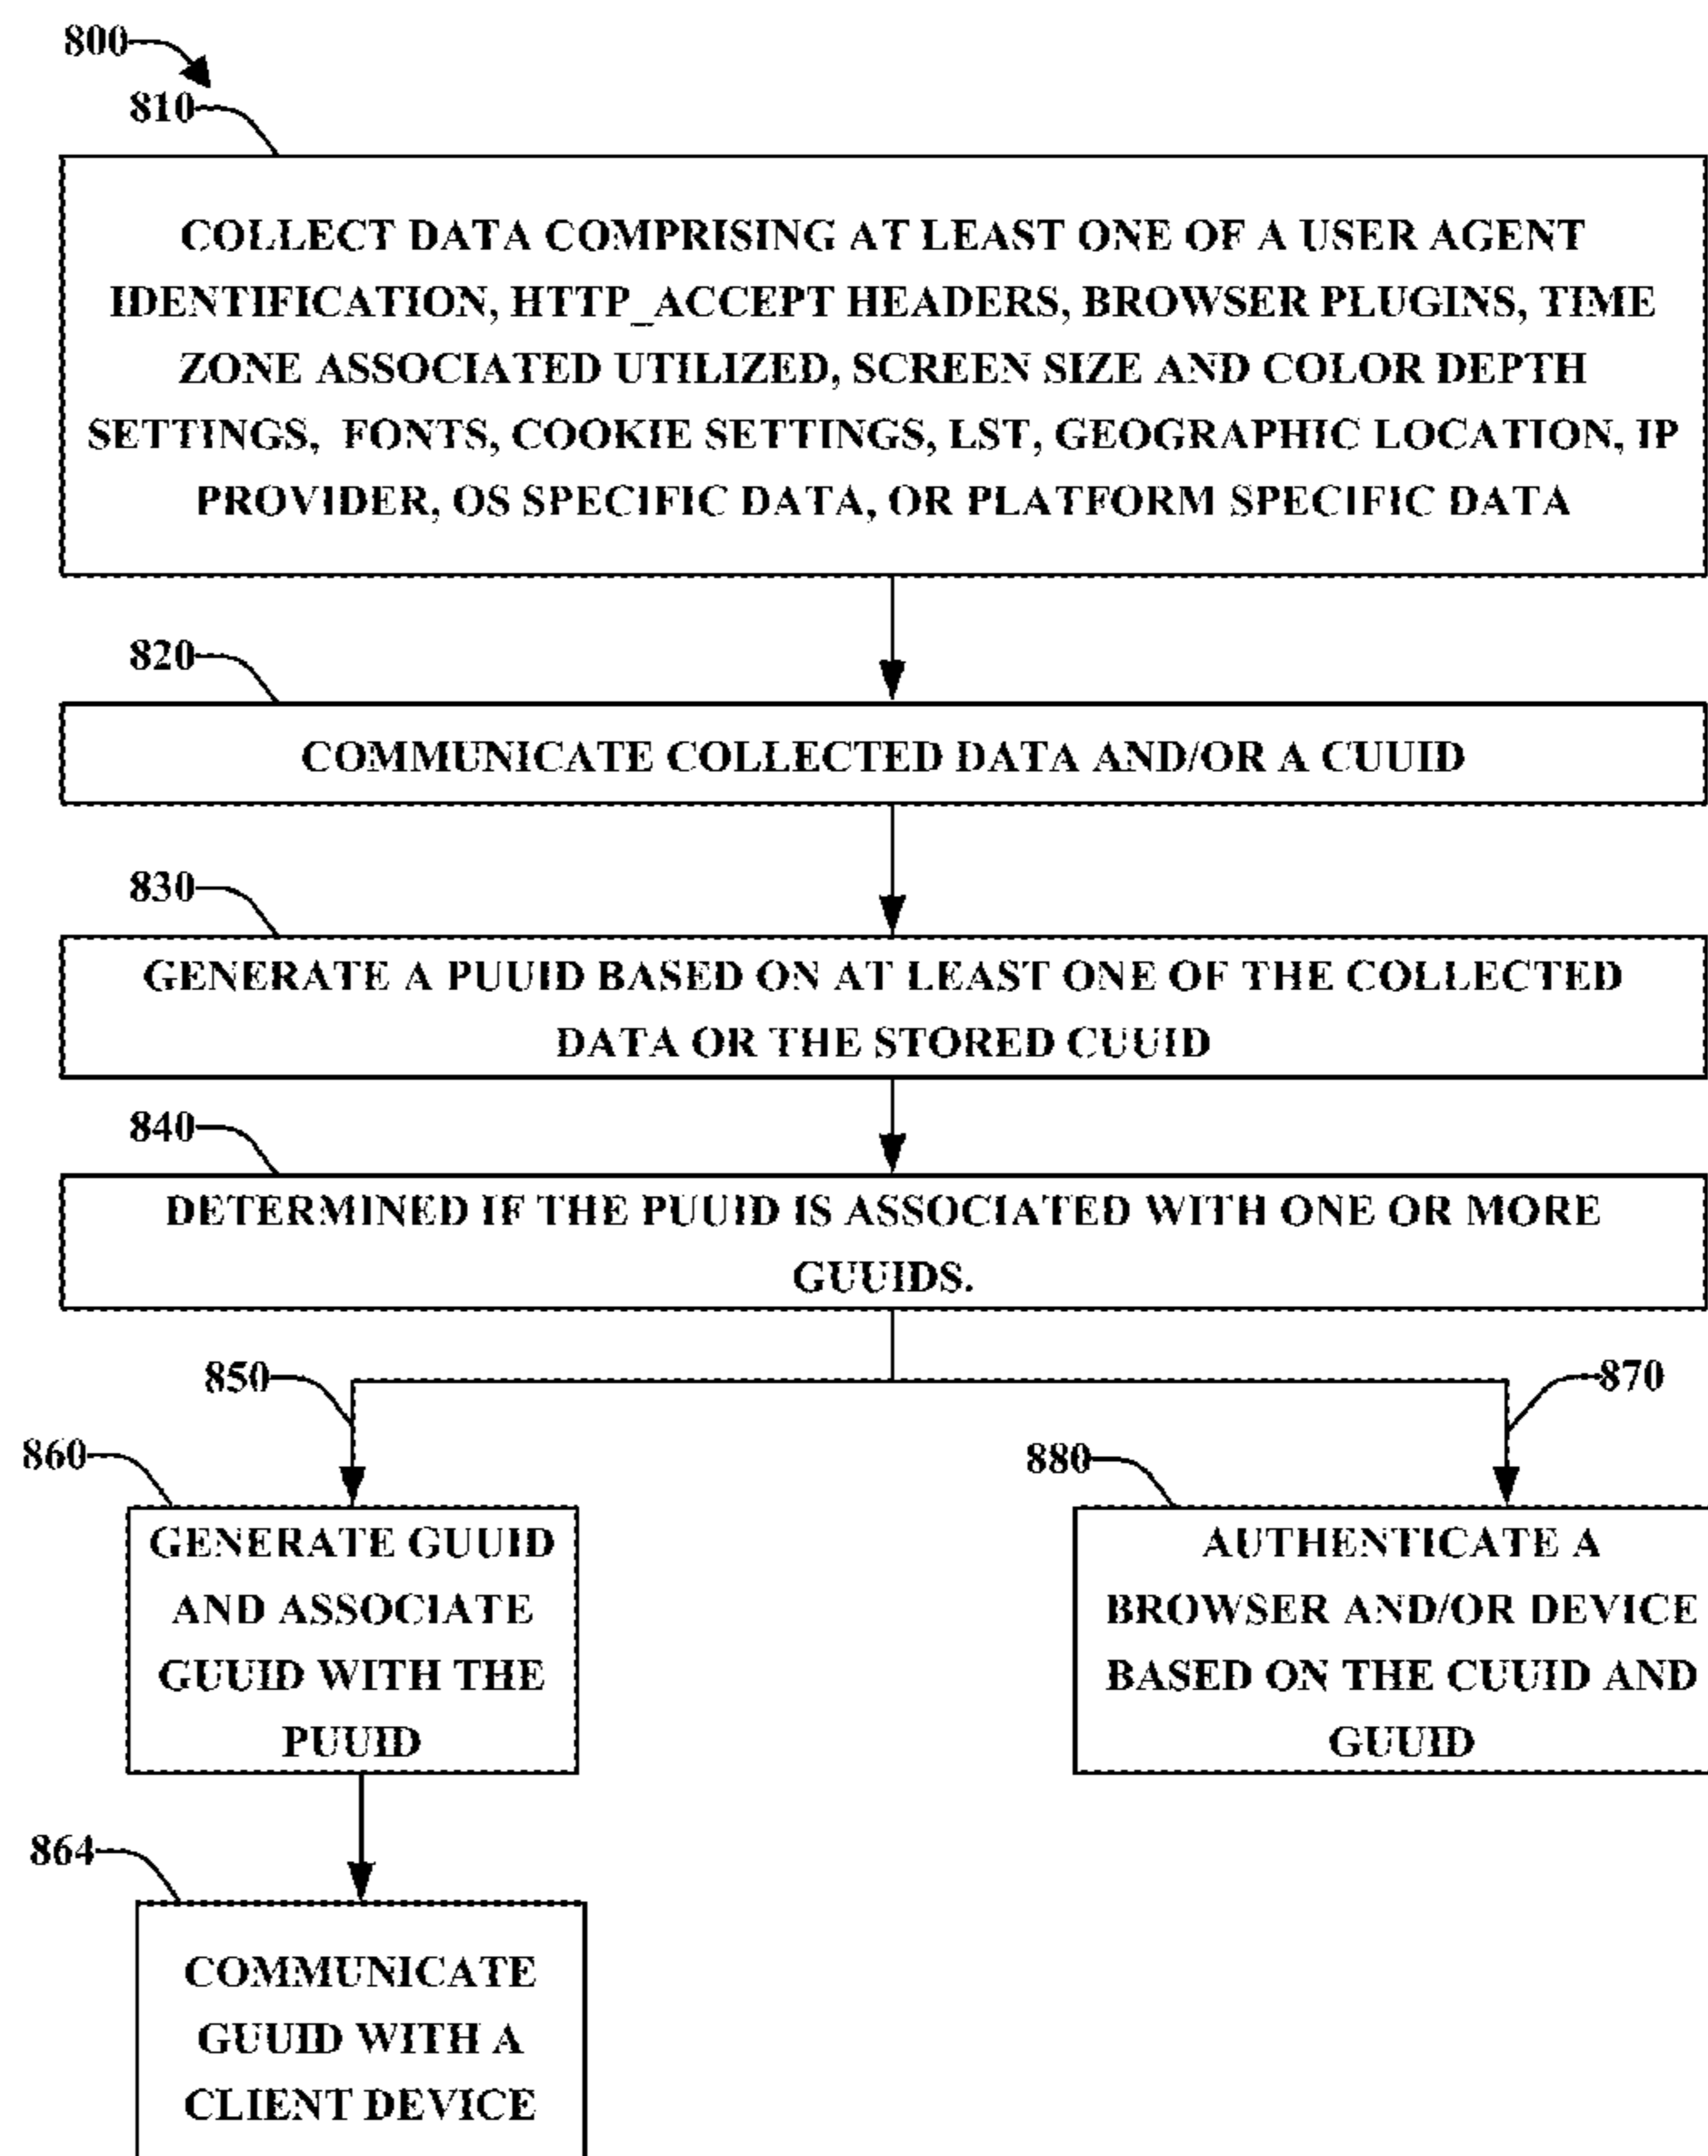 800
810
COLLECT DATA COMPRISING AT LEAST ONE OF A USER AGENT
IDENTIFICATION, HTTP_ACCEPT HEADERS, BROWSER PLUGINS, TIME
ZONE ASSOCIATED UTILIZED, SCREEN SIZE AND COLOR DEPTH
SETTINGS, FONTS, COOKIE SETTINGS, LST, GEOGRAPHIC LOCATION, IP
PROVIDER, OS SPECIFIC DATA, OR PLATFORM SPECIFIC DATA
820
COMMUNICATE COLLECTED DATA AND/OR A CUUID
830
GENERATE A PUUID BASED ON AT LEAST ONE OF THE COLLECTED
DATA OR THE STORED CUUID
840
DETERMINED IF THE PUUID IS ASSOCIATED WITH ONE OR MORE
GUUIDS.
850
870
860
GENERATE GUUID
AND ASSOCIATE
GUUID WITH THE
PUUID
880
AUTHENTICATE A
BROWSER AND/OR DEVICE
BASED ON THE CUUID AND
GUUID
864
COMMUNICATE
GUUID WITH A
CLIENT DEVICE